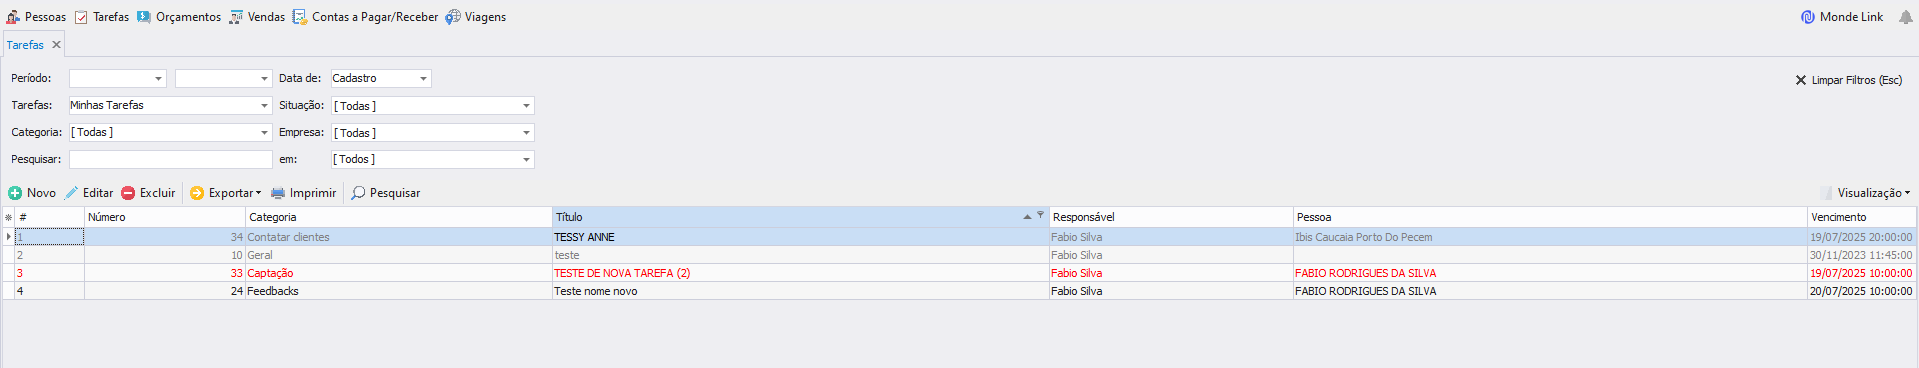 Pessoas Tarefas Orçamentos Vendas Contas a Pagar/Receber Viagens Monde Link
Tarefas
Período: Data de: Cadastro Limpar Filtros (Esc)
Tarefas: Minhas Tarefas Situação: [ Todas ]
Categoria: [ Todas ] Empresa: [ Todas ]
Pesquisar: em: [ Todos ]
Novo Editar Excluir Exportar Imprimir Pesquisar Visualização
# Número Categoria Título Responsável Pessoa Vencimento
1 34 Contatar clientes TESSY ANNE Fabio Silva Ibis Caucaia Porto Do Pecem 19/07/2025 20:00:00
2 10 Geral teste Fabio Silva 30/11/2023 11:45:00
3 33 Captação TESTE DE NOVA TAREFA (2) Fabio Silva FABIO RODRIGUES DA SILVA 19/07/2025 10:00:00
4 24 Feedbacks Teste nome novo Fabio Silva FABIO RODRIGUES DA SILVA 20/07/2025 10:00:00